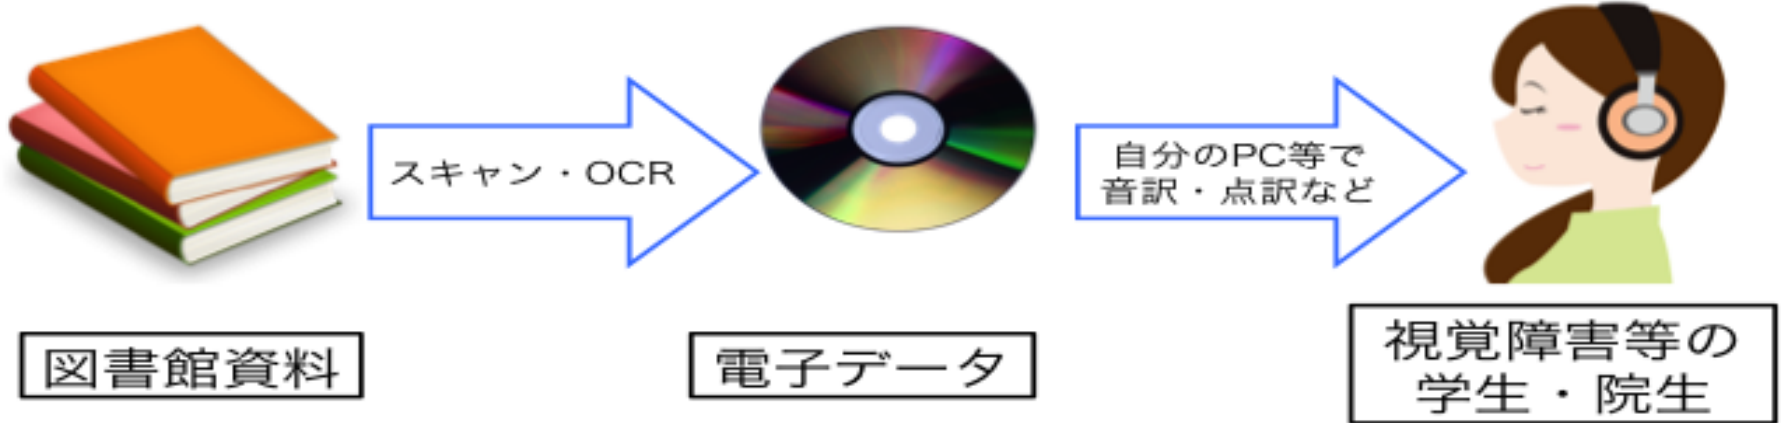 スキャン・OCR
自分のPC等で
音訳・点訳など
図書館資料
電子データ
視覚障害等の
学生・院生